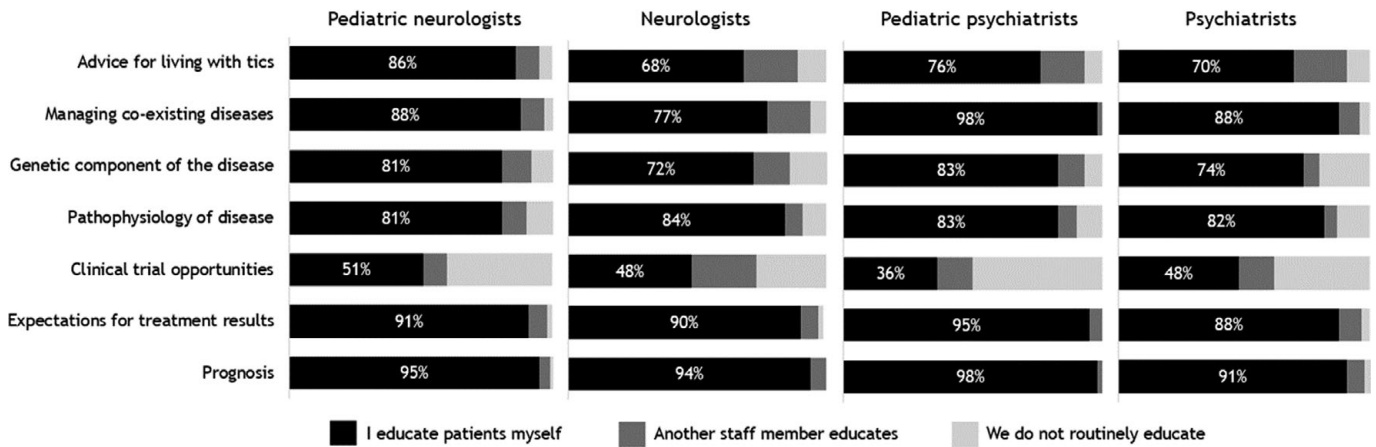 Pediatric neurologists Neurologists Pediatric psychiatrists Psychiatrists
Advice for living with tics 86% 68% 76% 70%
Managing co-existing diseases 88% 77% 98% 88%
Genetic component of the disease 81% 72% 83% 74%
Pathophysiology of disease 81% 84% 83% 82%
Clinical trial opportunities 51% 48% 36% 48%
Expectations for treatment results 91% 90% 95% 88%
Prognosis 95% 94% 98% 91%
I educate patients myself Another staff member educates We do not routinely educate